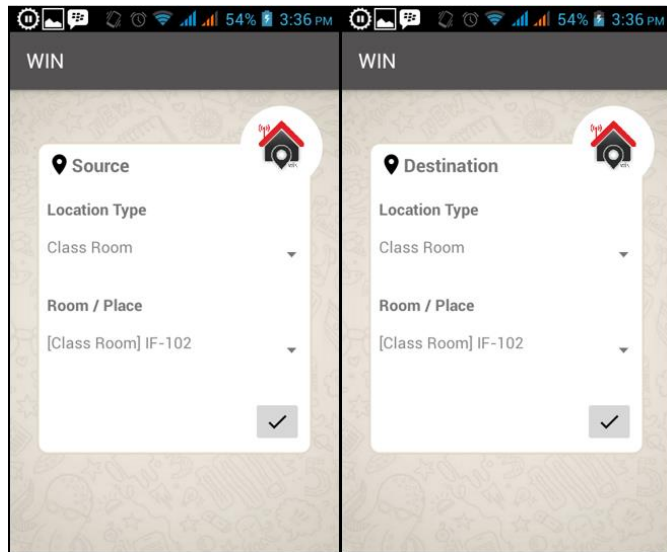 54% 3:36 PM
WIN
Source
Location Type
Class Room
Room / Place
[Class Room] IF-102
54% 3:36 PM
WIN
Destination
Location Type
Class Room
Room / Place
[Class Room] IF-102